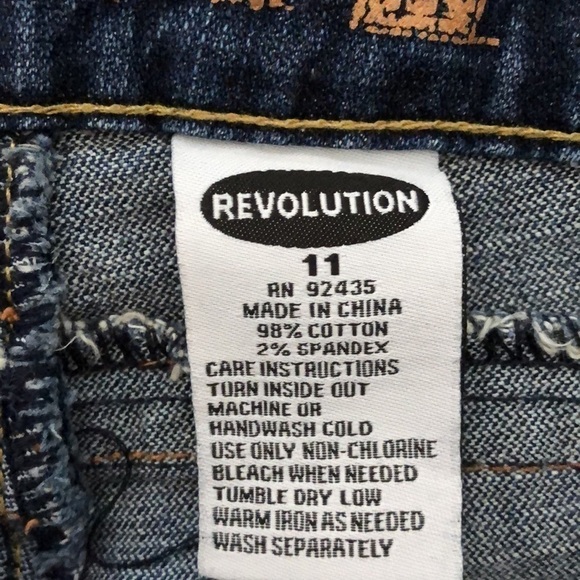 REVOLUTION
11
RN 92435
MADE IN CHINA
98% COTTON
2% SPANDEX
CARE INSTRUCTIONS
TURN INSIDE OUT
MACHINE OR
HANDWASH COLD
USE ONLY NON-CHLORINE
BLEACH WHEN NEEDED
TUMBLE DRY LOW
WARM IRON AS NEEDED
WASH SEPARATELY